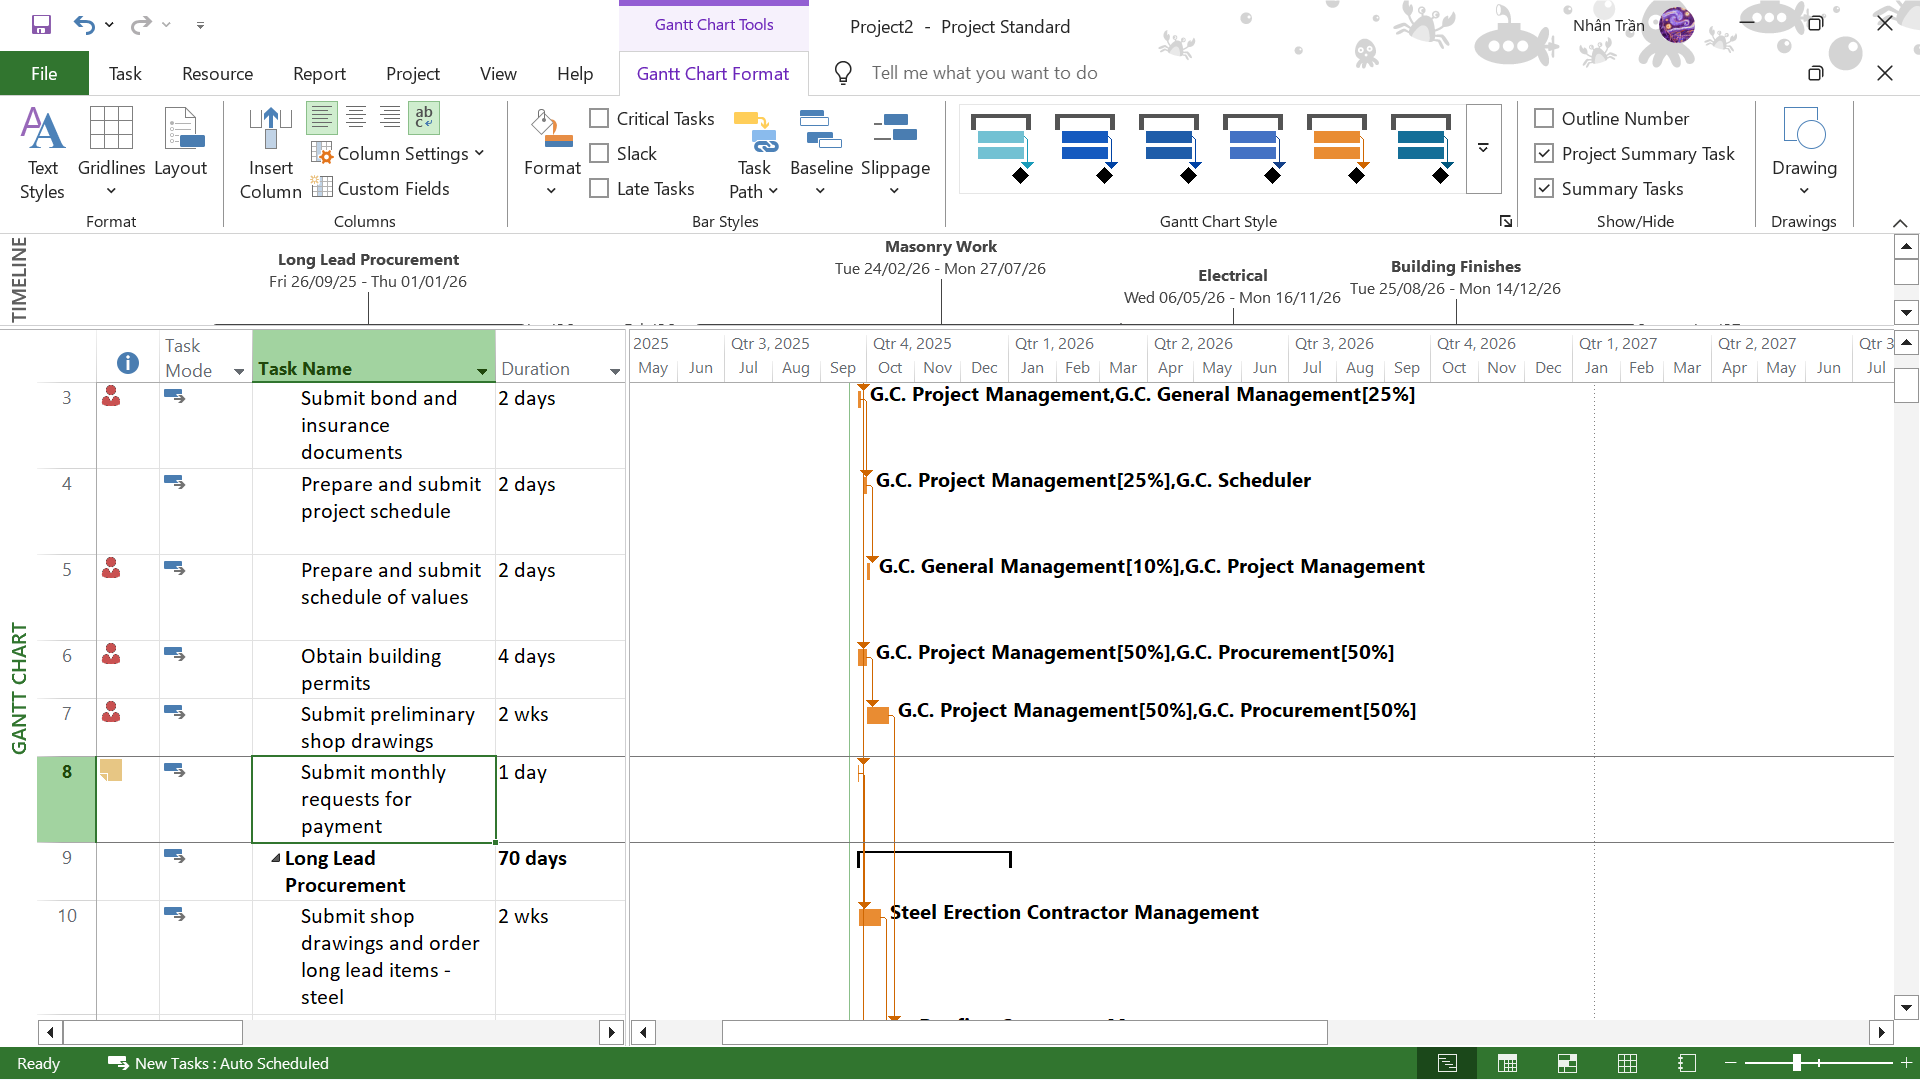 Gantt Chart Tools
Project2 - Project Standard
Nhân Trần
File
Task
Resource
Report
Project
View
Help
Gantt Chart Format
Tell me what you want to do
Text Styles
Gridlines
Layout
Format
Insert Column
ab
c
Column Settings
Custom Fields
Columns
Format
Critical Tasks
Slack
Late Tasks
Task Path
Baseline
Slippage
Bar Styles
Gantt Chart Style
Outline Number
Project Summary Task
Summary Tasks
Show/Hide
Drawing
Drawings
TIMELINE
Long Lead Procurement
Fri 26/09/25 - Thu 01/01/26
Masonry Work
Tue 24/02/26 - Mon 27/07/26
Electrical
Wed 06/05/26 - Mon 16/11/26
Building Finishes
Tue 25/08/26 - Mon 14/12/26
GANTT CHART
Task Mode
Task Name
Duration
2025
Qtr 3, 2025
Qtr 4, 2025
Qtr 1, 2026
Qtr 2, 2026
Qtr 3, 2026
Qtr 4, 2026
Qtr 1, 2027
Qtr 2, 2027
Qtr 3
May Jun Jul Aug Sep Oct Nov Dec Jan Feb Mar Apr May Jun Jul Aug Sep Oct Nov Dec Jan Feb Mar Apr May Jun Jul
3
Submit bond and
insurance
documents
2 days
G.C. Project Management,G.C. General Management[25%]
4
Prepare and submit
project schedule
2 days
G.C. Project Management[25%],G.C. Scheduler
5
Prepare and submit
schedule of values
2 days
G.C. General Management[10%],G.C. Project Management
6
Obtain building
permits
4 days
G.C. Project Management[50%],G.C. Procurement[50%]
7
Submit preliminary
shop drawings
2 wks
G.C. Project Management[50%],G.C. Procurement[50%]
8
Submit monthly
requests for
payment
1 day
9
Long Lead
Procurement
70 days
10
Submit shop
drawings and order
long lead items -
steel
2 wks
Steel Erection Contractor Management
Ready
New Tasks : Auto Scheduled